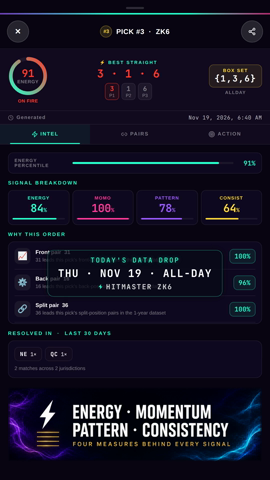 #3 PICK #3 · ZK6
91
ENERGY
ON FIRE
⚡ BEST STRAIGHT
3 · 1 · 6
3 1 6
P1 P2 P3
BOX SET
{1,3,6}
ALLDAY
Generated
Nov 19, 2026, 6:40 AM
INTEL
PAIRS
ACTION
ENERGY PERCENTILE
91%
SIGNAL BREAKDOWN
ENERGY
84%
MOMO
100%
PATTERN
78%
CONSIST
64%
WHY THIS ORDER
Front pair 31
100%
TODAY'S DATA DROP
THU · NOV 19 · ALL-DAY
⚡ HITMASTER ZK6
Back
96%
Split pair 36
36 leads this pick's split-position pairs in the 1-year dataset
100%
RESOLVED IN · LAST 30 DAYS
NE 1×
QC 1×
2 matches across 2 jurisdictions
ENERGY · MOMENTUM
PATTERN · CONSISTENCY
FOUR MEASURES BEHIND EVERY SIGNAL